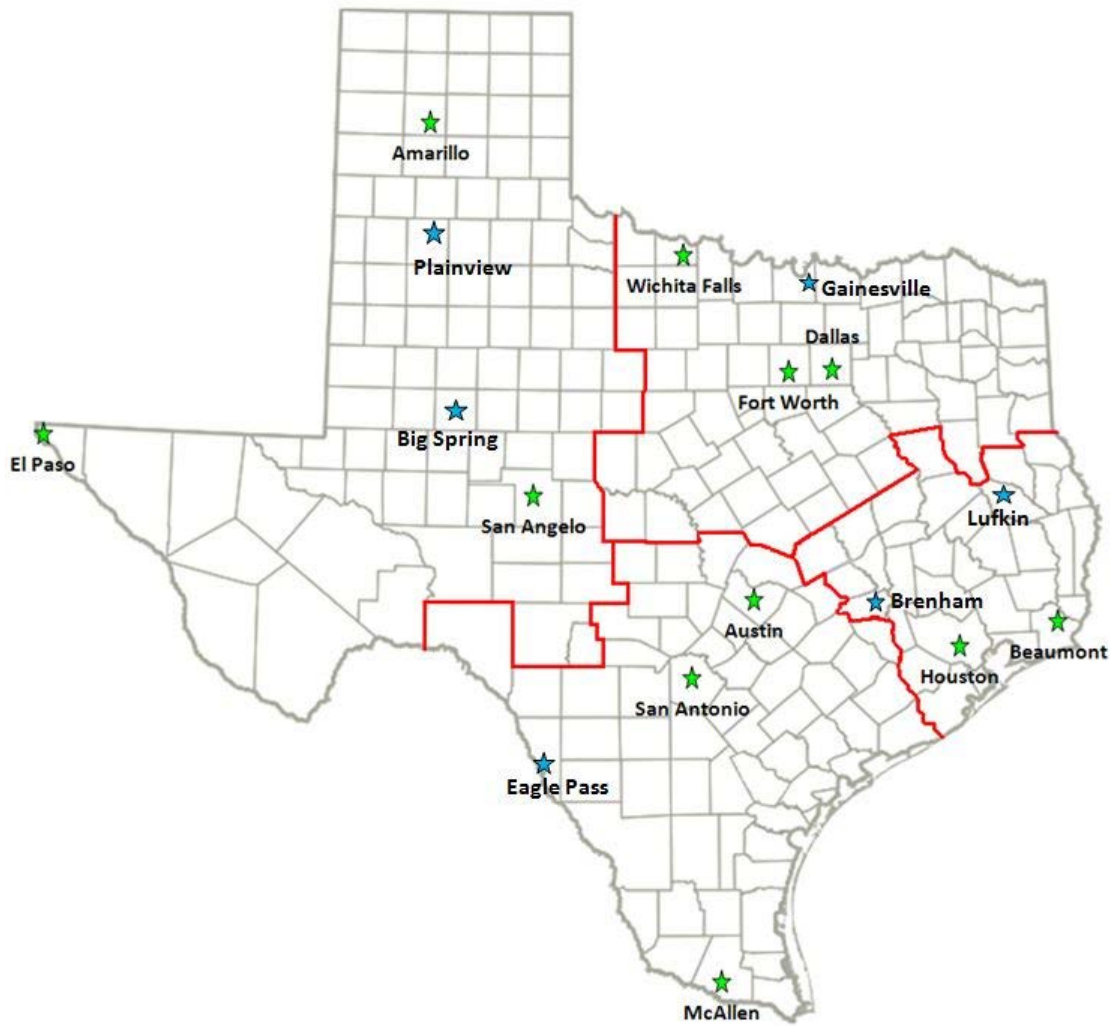 Amarillo
Plainview
Wichita Falls
Gainesville
Dallas
Fort Worth
Big Spring
El Paso
San Angelo
Lufkin
Brenham
Austin
Beaumont
Houston
San Antonio
Eagle Pass
McAllen